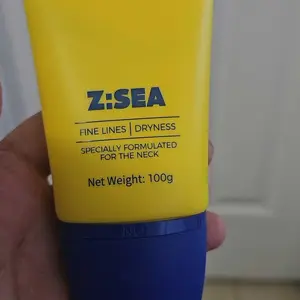 Z:SEA
FINE LINES | DRYNESS
SPECIALLY FORMULATED
FOR THE NECK
Net Weight: 100g